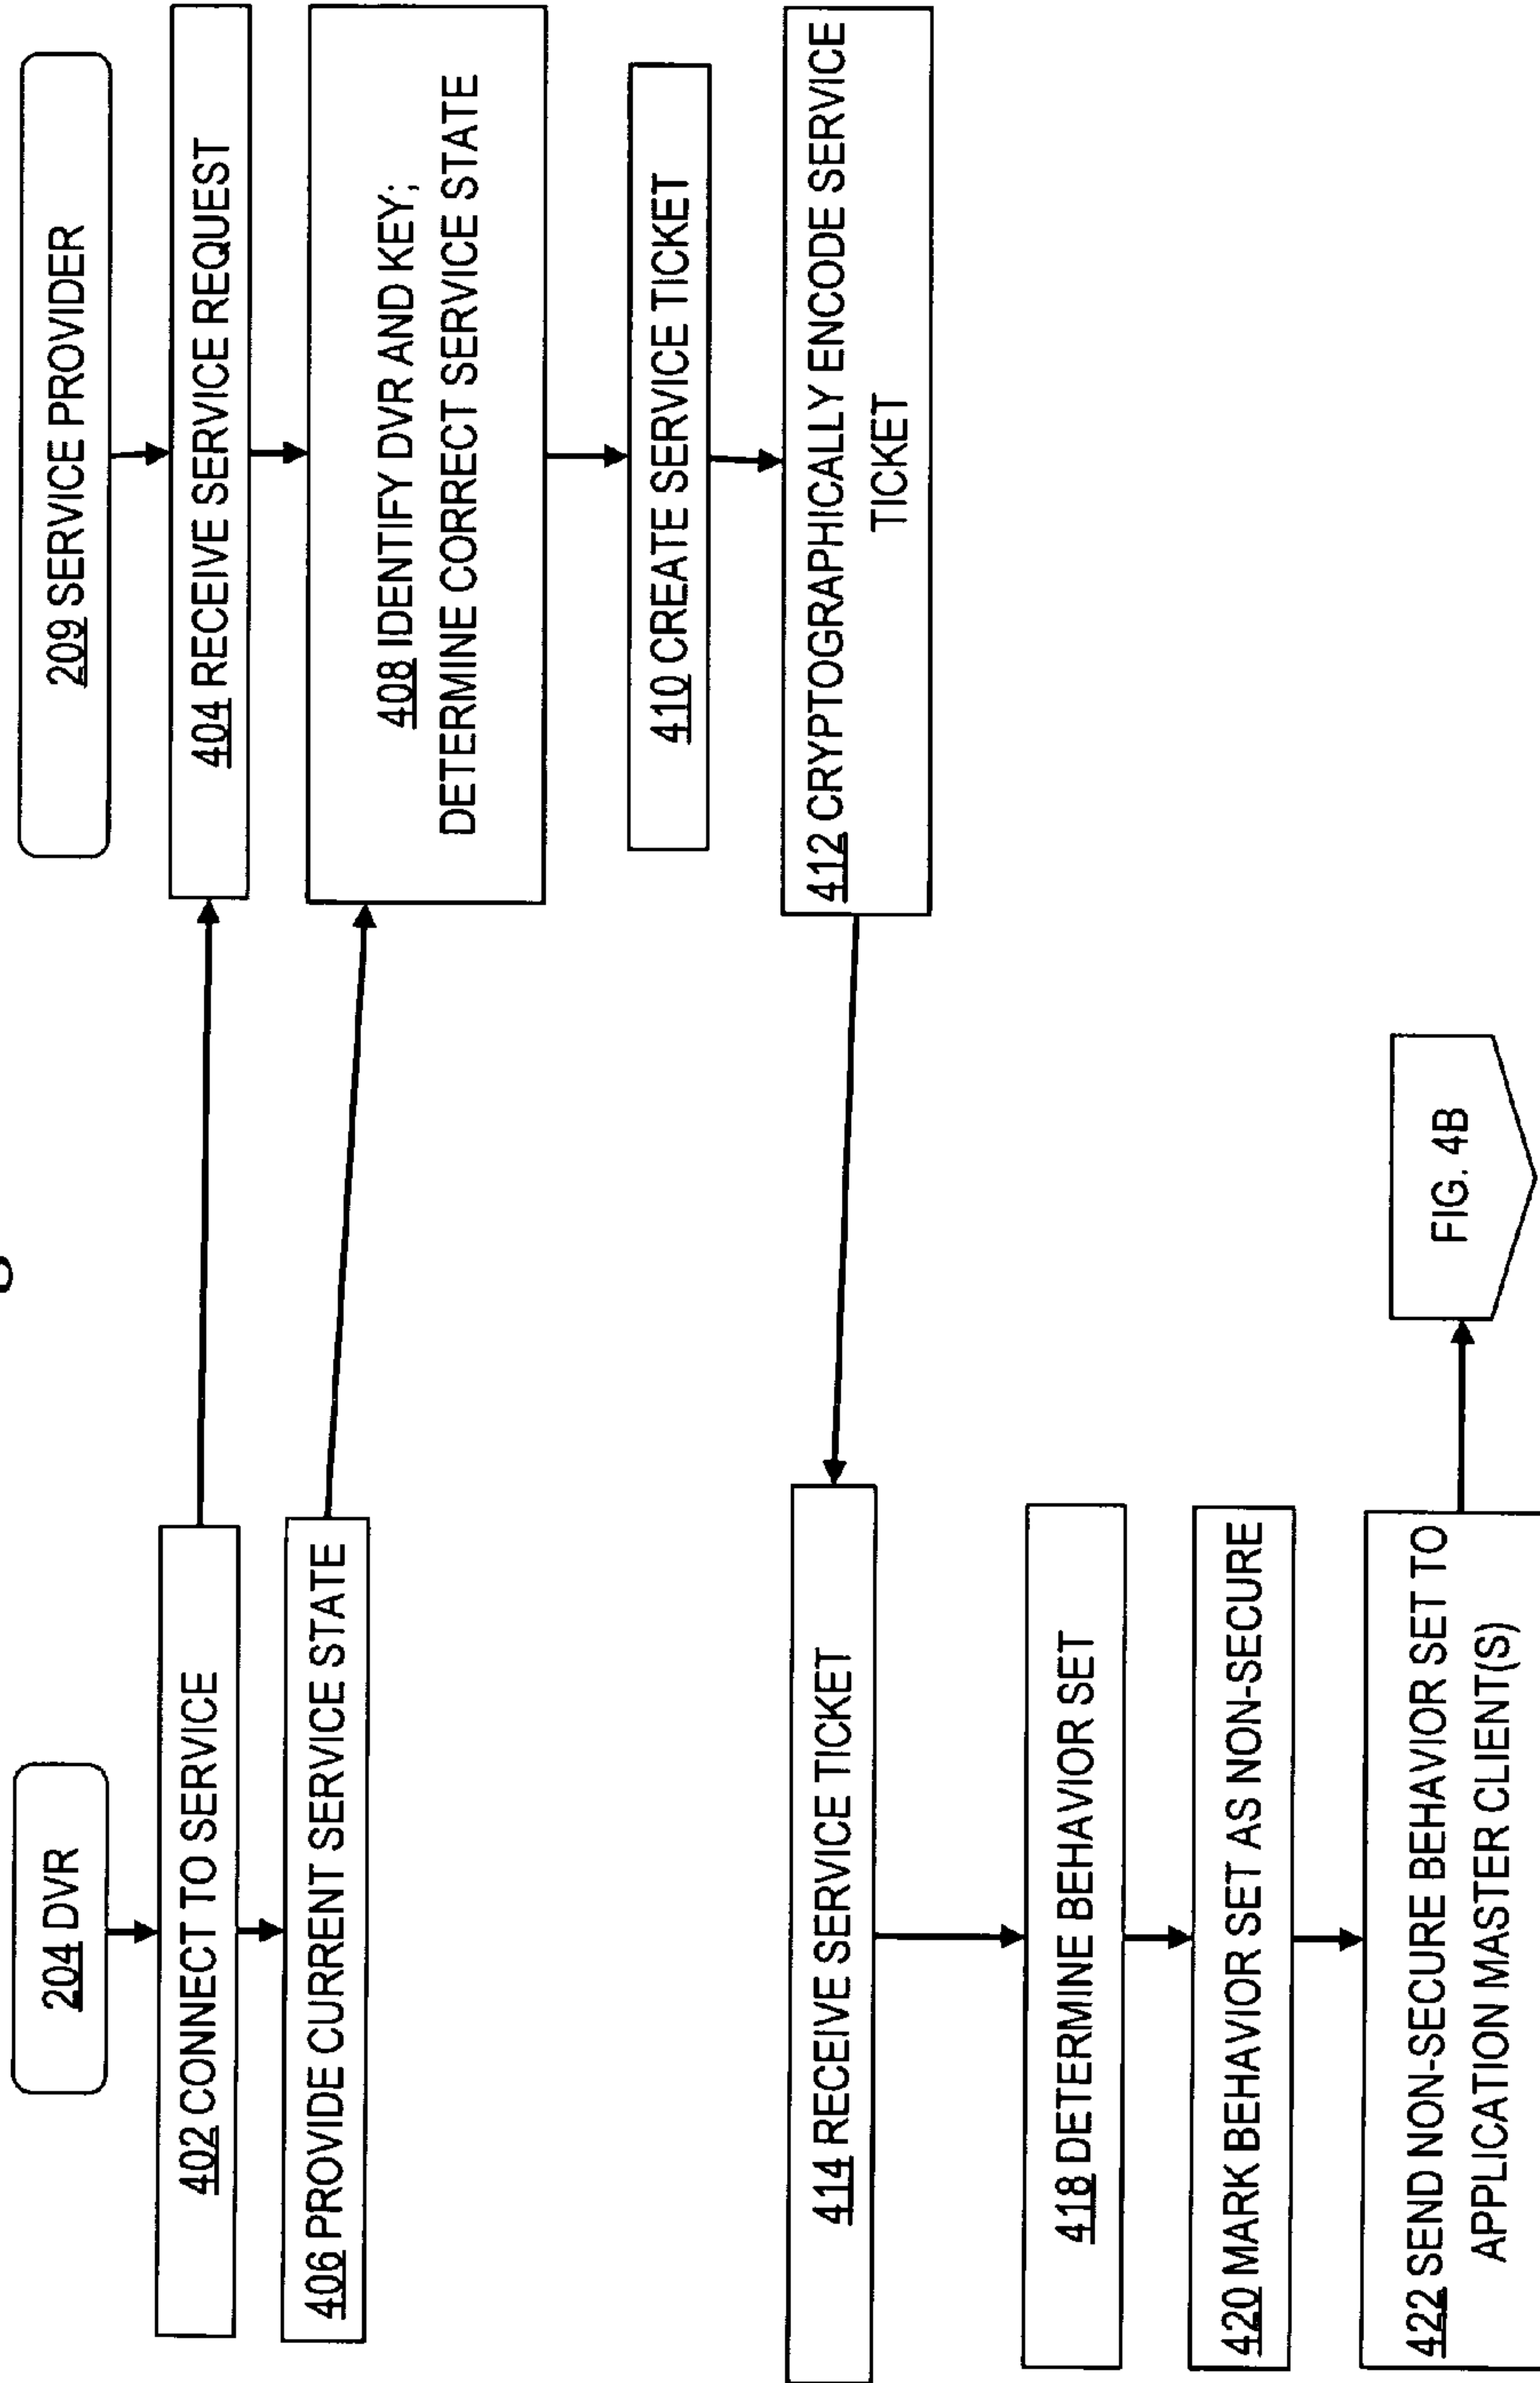 204 DVR
402 CONNECT TO SERVICE
406 PROVIDE CURRENT SERVICE STATE
414 RECEIVE SERVICE TICKET
418 DETERMINE BEHAVIOR SET
420 MARK BEHAVIOR SET AS NON-SECURE
422 SEND NON-SECURE BEHAVIOR SET TO
APPLICATION MASTER CLIENT(S)
FIG. 4B
209 SERVICE PROVIDER
404 RECEIVE SERVICE REQUEST
408 IDENTIFY DVR AND KEY;
DETERMINE CORRECT SERVICE STATE
410 CREATE SERVICE TICKET
412 CRYPTOGRAPHICALLY ENCODE SERVICE
TICKET